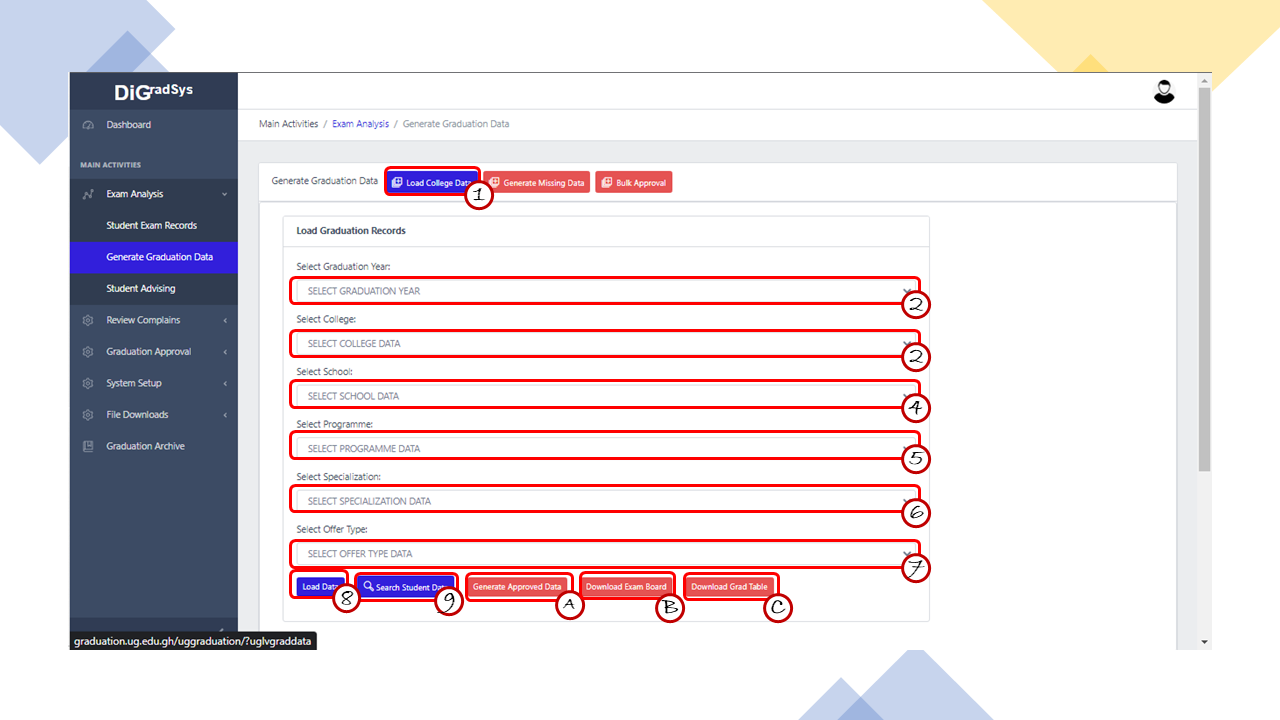 DiGradSys
Dashboard
Main Activities / Exam Analysis / Generate Graduation Data
MAIN ACTIVITIES
Exam Analysis
Student Exam Records
Generate Graduation Data
Student Advising
Review Complains
Graduation Approval
System Setup
File Downloads
Graduation Archive
Generate Graduation Data Load College Data 1 Generate Missing Data Bulk Approval
Load Graduation Records
Select Graduation Year:
SELECT GRADUATION YEAR 2
Select College:
SELECT COLLEGE DATA 2
Select School:
SELECT SCHOOL DATA 4
Select Programme:
SELECT PROGRAMME DATA 5
Select Specialization:
SELECT SPECIALIZATION DATA 6
Select Offer Type:
SELECT OFFER TYPE DATA 7
Load Data 8 Search Student Data 9 Generate Approved Data A Download Exam Board B Download Grad Table C
graduation.ug.edu.gh/uggraduation/?uglvgraddata